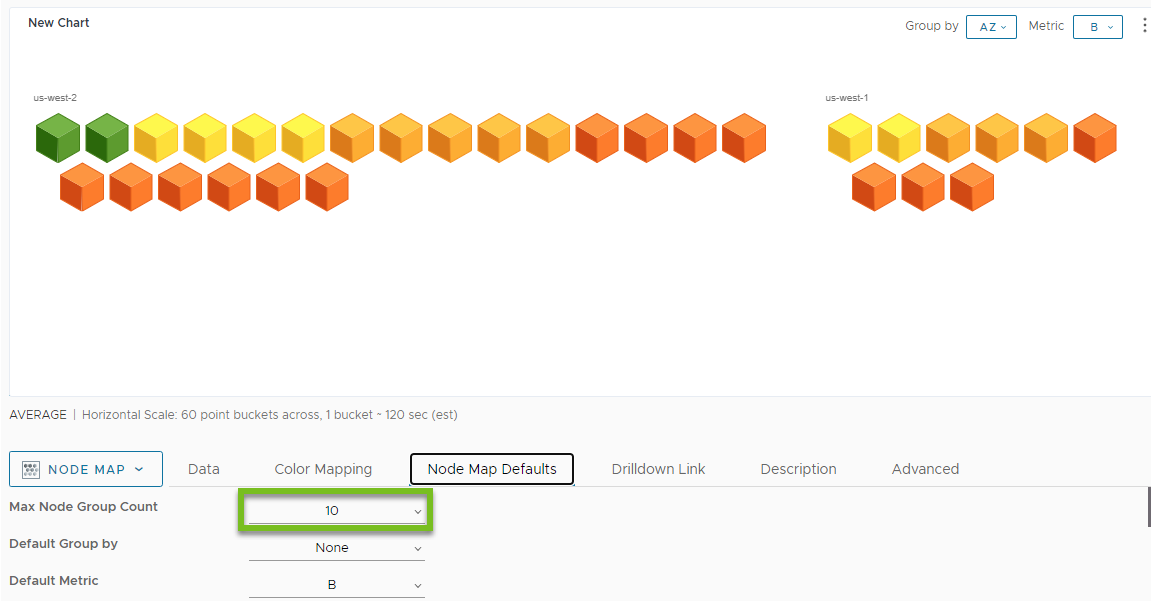 New Chart
Group by AZ Metric B
us-west-2 us-west-1
AVERAGE | Horizontal Scale: 60 point buckets across, 1 bucket ~ 120 sec (est)
NODE MAP Data Color Mapping Node Map Defaults Drilldown Link Description Advanced
Max Node Group Count 10
Default Group by None
Default Metric B